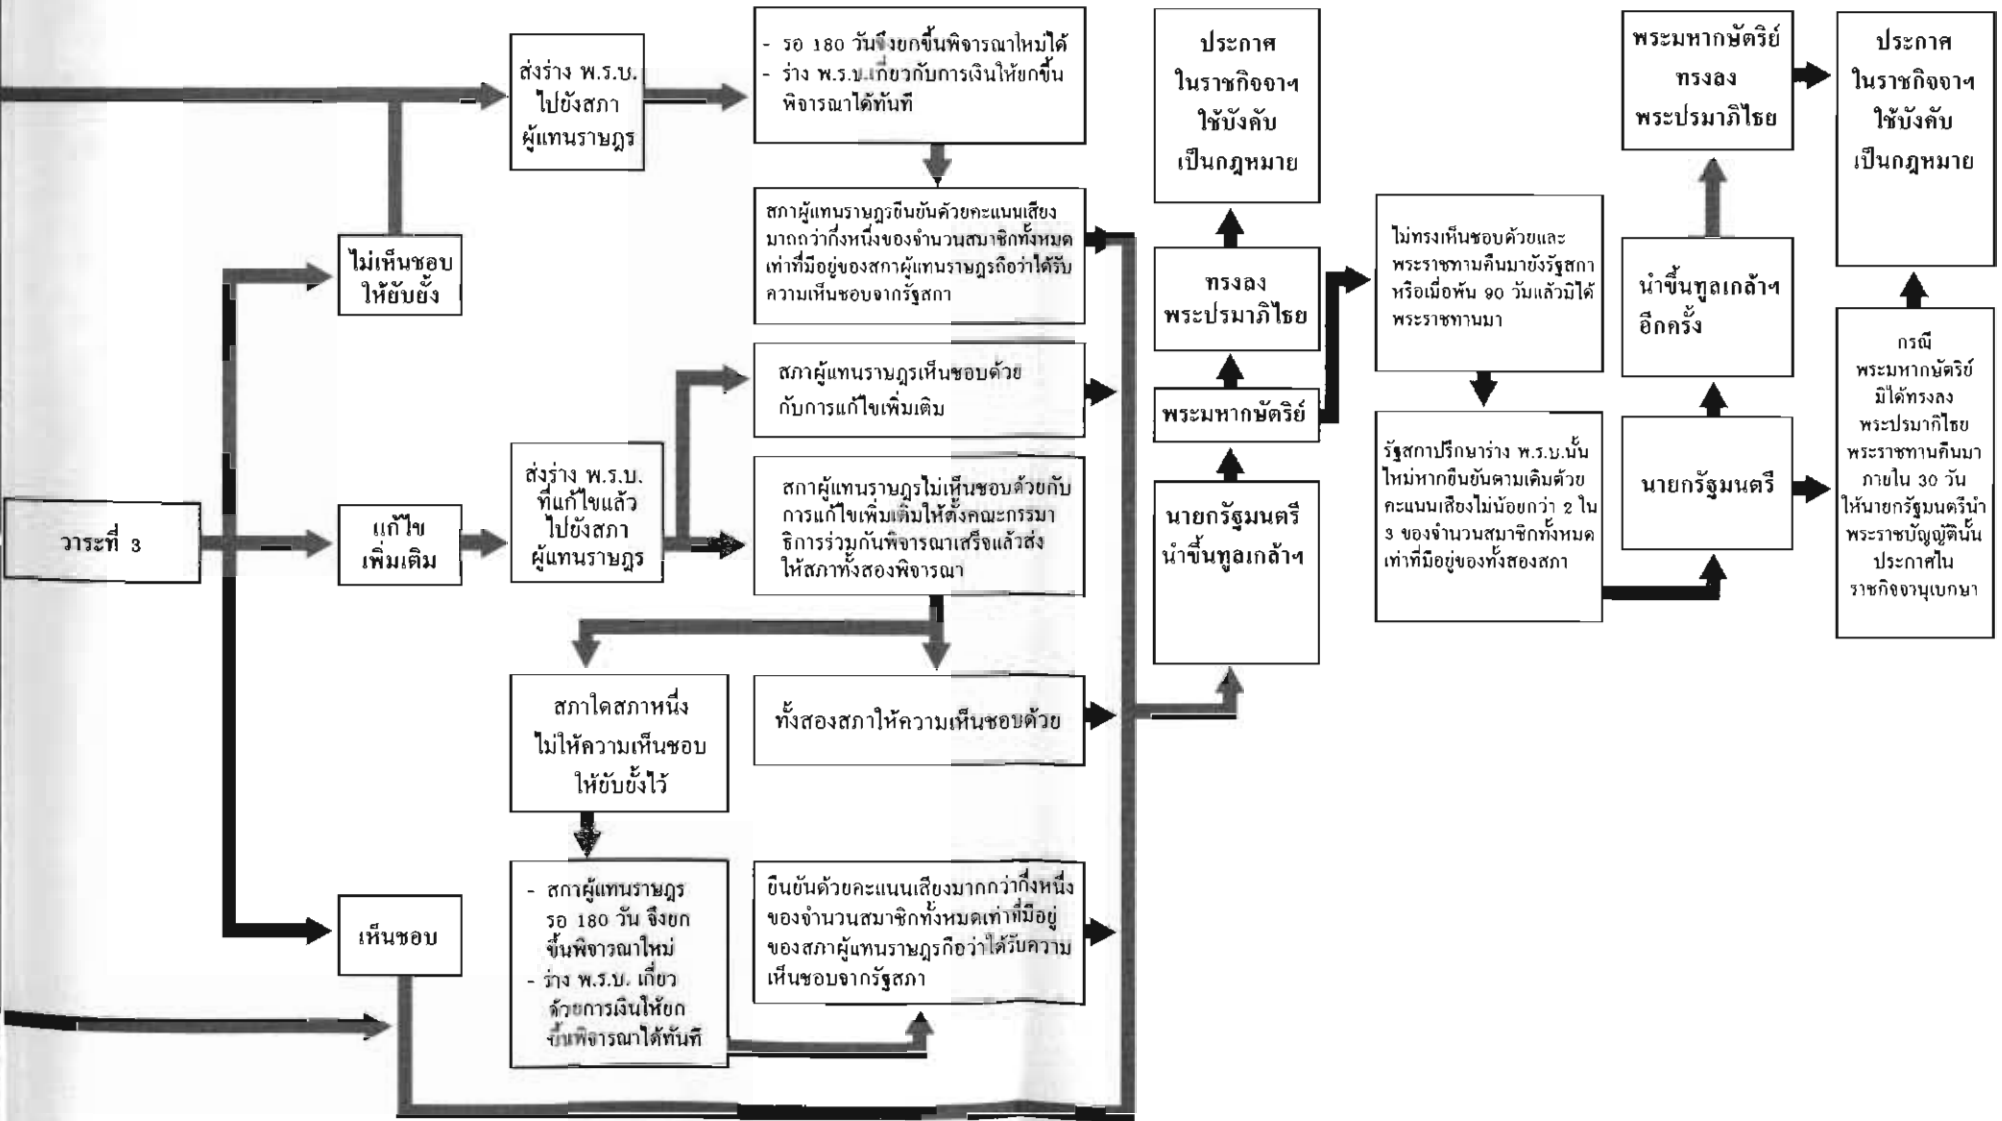 ส่งร่าง พ.ร.บ.
ไปยังสภา
ผู้แทนราษฎร
- รอ 180 วันจึงยกขึ้นพิจารณาใหม่ได้
- ร่าง พ.ร.บ.เกี่ยวกับการเงินให้ยกขึ้น
พิจารณาได้ทันที
สภาผู้แทนราษฎรยืนยันด้วยคะแนนเสียง
มากกว่ากึ่งหนึ่งของจำนวนสมาชิกทั้งหมด
เท่าที่มีอยู่ของสภาผู้แทนราษฎรถือว่าได้รับ
ความเห็นชอบจากรัฐสภา
ไม่เห็นชอบ
ให้ยับยั้ง
สภาผู้แทนราษฎรเห็นชอบด้วย
กับการแก้ไขเพิ่มเติม
วาระที่ 3
แก้ไข
เพิ่มเติม
ส่งร่าง พ.ร.บ.
ที่แก้ไขแล้ว
ไปยังสภา
ผู้แทนราษฎร
สภาผู้แทนราษฎรไม่เห็นชอบด้วยกับ
การแก้ไขเพิ่มเติมให้ตั้งคณะกรรมา
ธิการร่วมกันพิจารณาเสร็จแล้วส่ง
ให้สภาทั้งสองพิจารณา
สภาใดสภาหนึ่ง
ไม่ให้ความเห็นชอบ
ให้ยับยั้งไว้
ทั้งสองสภาให้ความเห็นชอบด้วย
เห็นชอบ
- สภาผู้แทนราษฎร
รอ 180 วัน จึงยก
ขึ้นพิจารณาใหม่
- ร่าง พ.ร.บ. เกี่ยว
ด้วยการเงินให้ยก
ขึ้นพิจารณาได้ทันที
ยืนยันด้วยคะแนนเสียงมากกว่ากึ่งหนึ่ง
ของจำนวนสมาชิกทั้งหมดเท่าที่มีอยู่
ของสภาผู้แทนราษฎรถือว่าได้รับความ
เห็นชอบจากรัฐสภา
ประกาศ
ในราชกิจจาฯ
ใช้บังคับ
เป็นกฎหมาย
ทรงลง
พระปรมาภิไธย
พระมหากษัตริย์
นายกรัฐมนตรี
นำขึ้นทูลเกล้าฯ
ไม่ทรงเห็นชอบด้วยและ
พระราชทานคืนมายังรัฐสภา
หรือเมื่อพ้น 90 วันแล้วมิได้
พระราชทานมา
รัฐสภาปรึกษาร่าง พ.ร.บ.นั้น
ใหม่หากยืนยันตามเดิมด้วย
คะแนนเสียงไม่น้อยกว่า 2 ใน
3 ของจำนวนสมาชิกทั้งหมด
เท่าที่มีอยู่ของทั้งสองสภา
พระมหากษัตริย์
ทรงลง
พระปรมาภิไธย
นำขึ้นทูลเกล้าฯ
อีกครั้ง
นายกรัฐมนตรี
ประกาศ
ในราชกิจจาฯ
ใช้บังคับ
เป็นกฎหมาย
กรณี
พระมหากษัตริย์
มิได้ทรงลง
พระปรมาภิไธย
พระราชทานคืนมา
ภายใน 30 วัน
ให้นายกรัฐมนตรีนำ
พระราชบัญญัตินั้น
ประกาศใน
ราชกิจจานุเบกษา